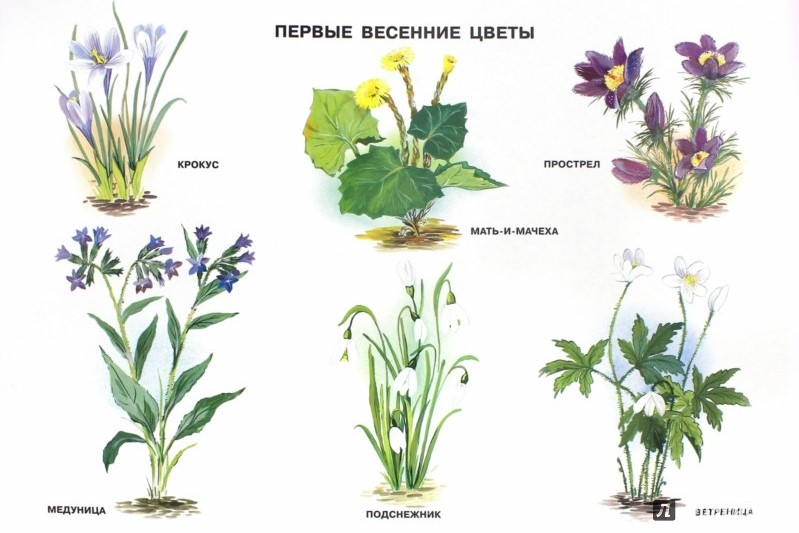 ПЕРВЫЕ ВЕСЕННИЕ ЦВЕТЫ
КРОКУС
ПРОСТРЕЛ
МАТЬ-И-МАЧЕХА
МЕДУНИЦА
ПОДСНЕЖНИК
Л
ВЕТРЕНИЦА